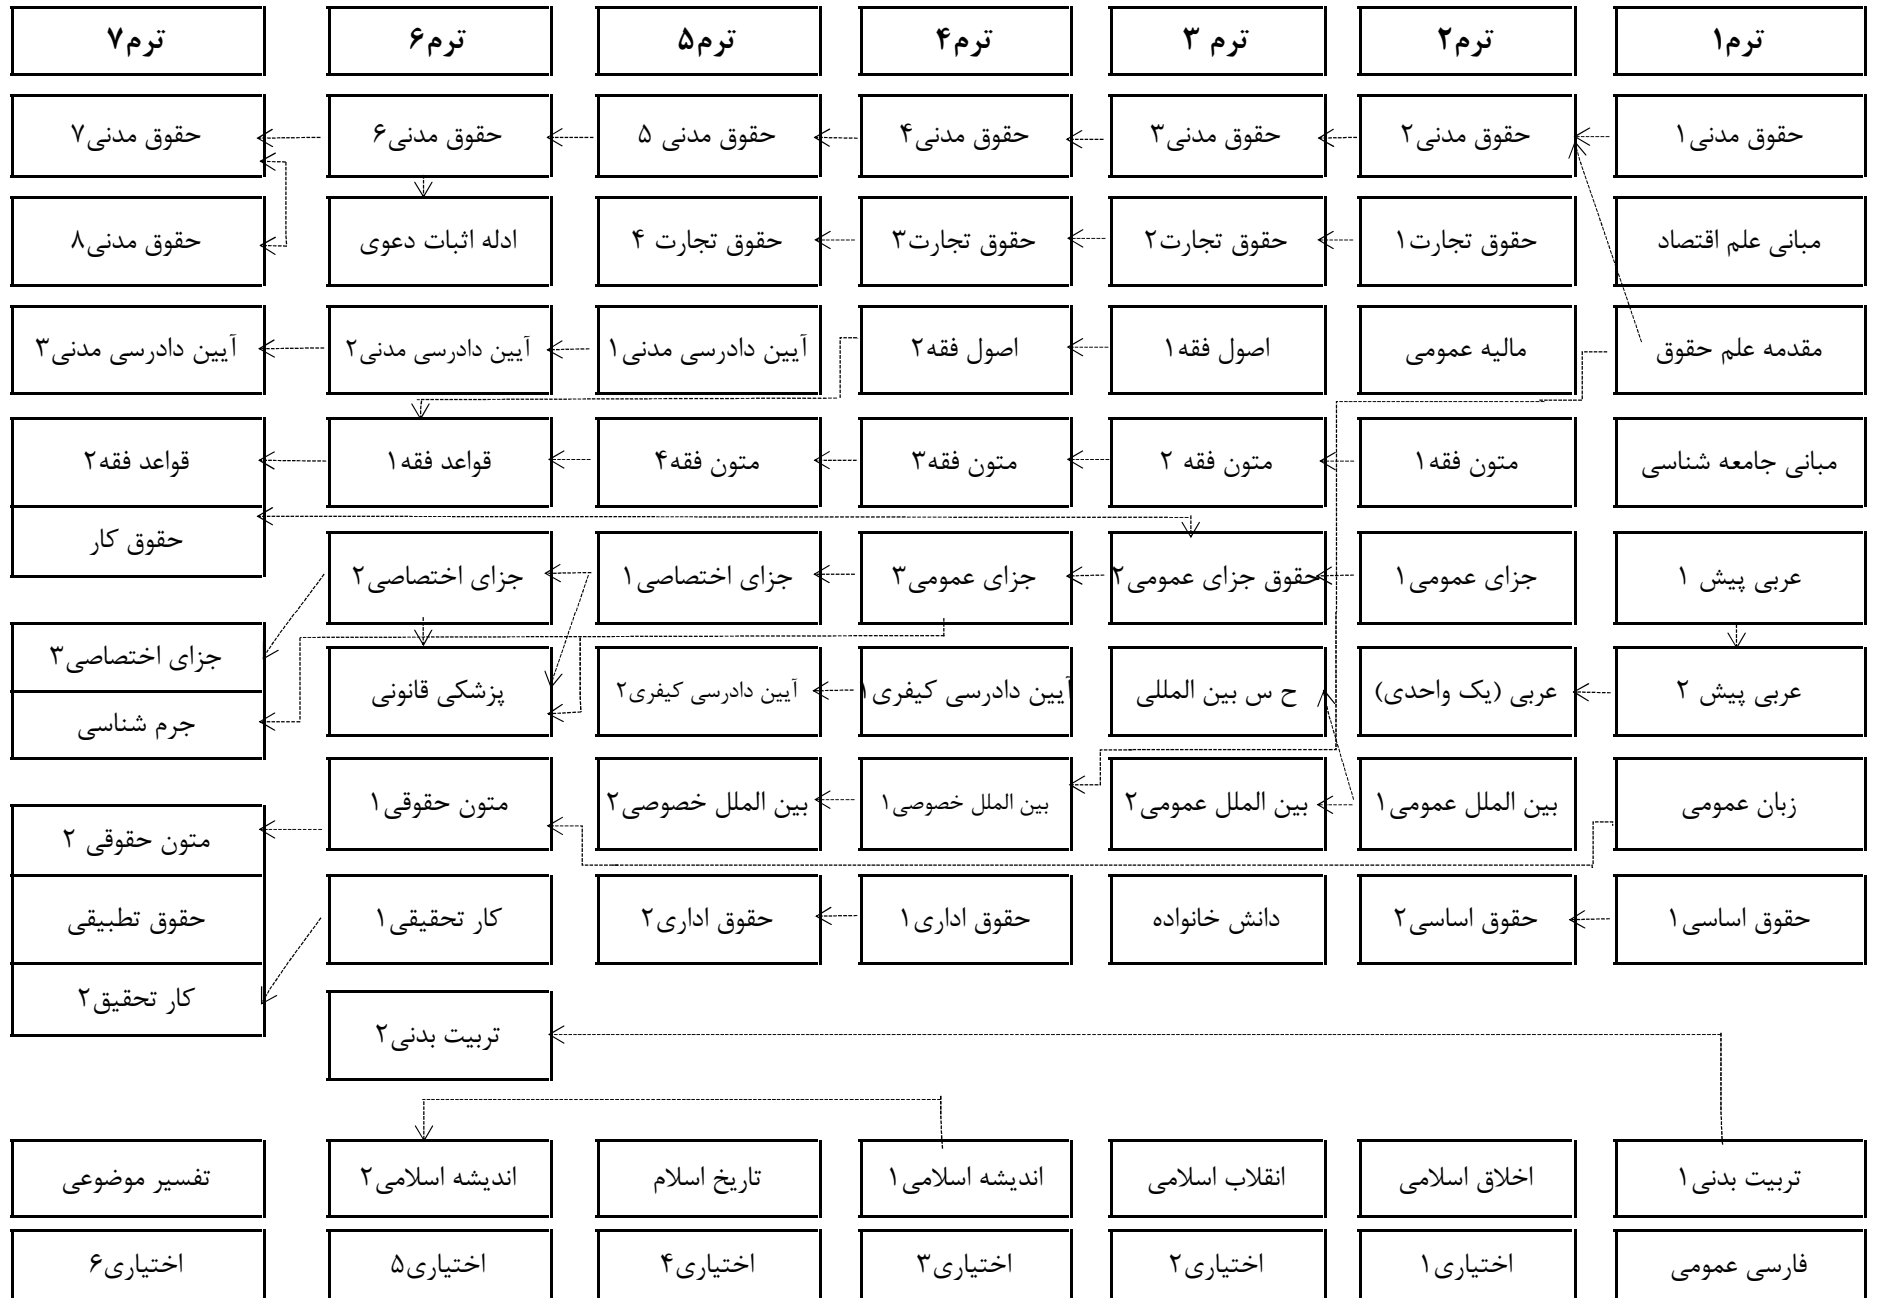 ترم۱
ترم۲
ترم ۳
ترم۴
ترم۵
ترم۶
ترم۷
حقوق مدنی۱
حقوق مدنی۲
حقوق مدنی۳
حقوق مدنی۴
حقوق مدنی ۵
حقوق مدنی۶
حقوق مدنی۷
مبانی علم اقتصاد
حقوق تجارت۱
حقوق تجارت۲
حقوق تجارت۳
حقوق تجارت ۴
ادله اثبات دعوی
حقوق مدنی۸
مقدمه علم حقوق
مالیه عمومی
اصول فقه۱
اصول فقه۲
آیین دادرسی مدنی۱
آیین دادرسی مدنی۲
آیین دادرسی مدنی۳
مبانی جامعه شناسی
متون فقه۱
متون فقه ۲
متون فقه۳
متون فقه۴
قواعد فقه۱
قواعد فقه۲
حقوق کار
عربی پیش ۱
جزای عمومی۱
حقوق جزای عمومی۲
جزای عمومی۳
جزای اختصاصی۱
جزای اختصاصی۲
جزای اختصاصی۳
عربی پیش ۲
عربی (یک واحدی)
ح س بین المللی
آیین دادرسی کیفری۱
آیین دادرسی کیفری۲
پزشکی قانونی
جرم شناسی
زبان عمومی
بین الملل عمومی۱
بین الملل عمومی۲
بین الملل خصوصی۱
بین الملل خصوصی۲
متون حقوقی۱
متون حقوقی ۲
حقوق اساسی۱
حقوق اساسی۲
دانش خانواده
حقوق اداری۱
حقوق اداری۲
کار تحقیقی۱
حقوق تطبیقی
کار تحقیق۲
تربیت بدنی۲
تربیت بدنی۱
اخلاق اسلامی
انقلاب اسلامی
اندیشه اسلامی۱
تاریخ اسلام
اندیشه اسلامی۲
تفسیر موضوعی
فارسی عمومی
اختیاری۱
اختیاری۲
اختیاری۳
اختیاری۴
اختیاری۵
اختیاری۶